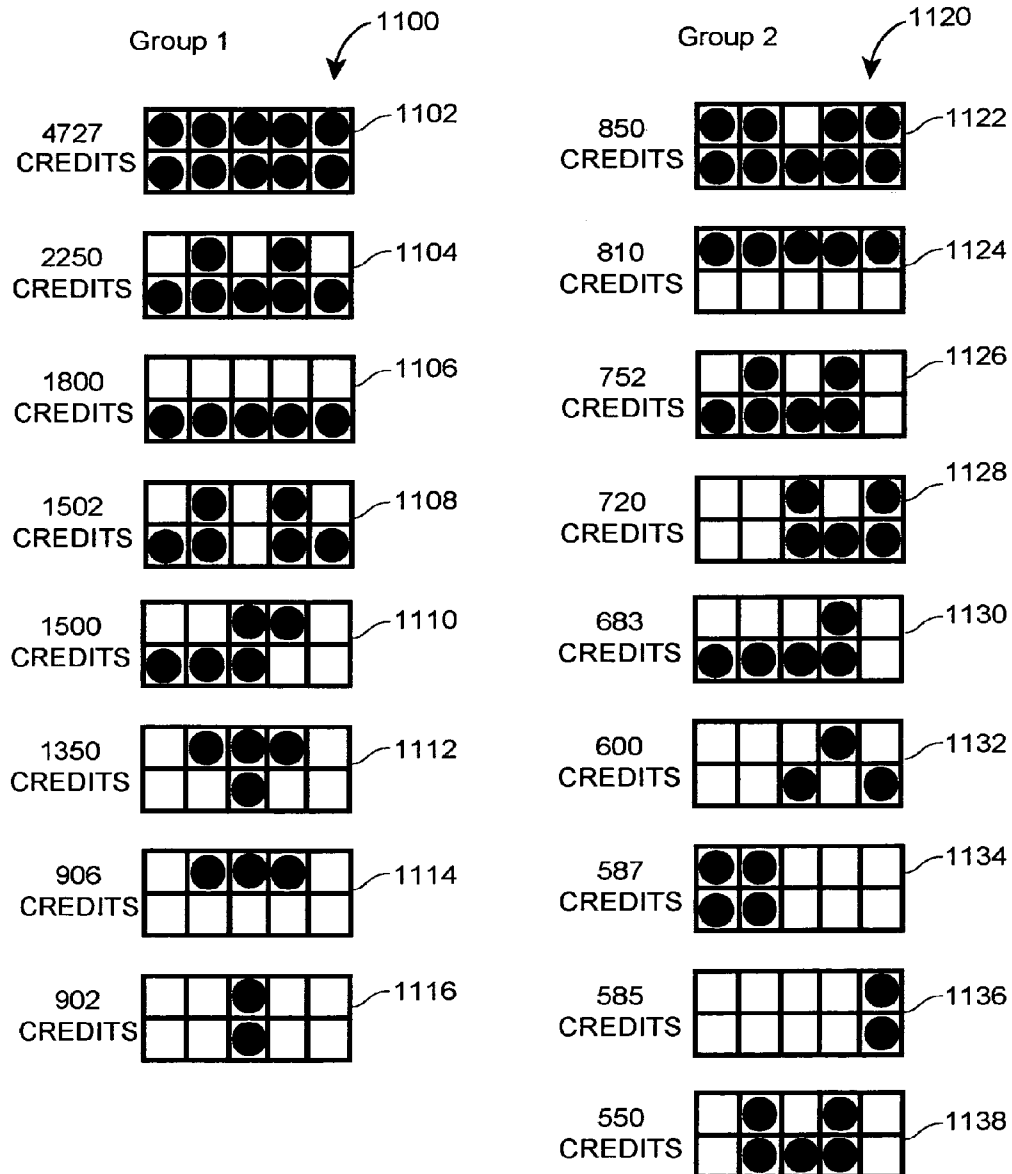 Group 1
1100
4727
CREDITS
1102
2250
CREDITS
1104
1800
CREDITS
1106
1502
CREDITS
1108
1500
CREDITS
1110
1350
CREDITS
1112
906
CREDITS
1114
902
CREDITS
1116
Group 2
1120
850
CREDITS
1122
810
CREDITS
1124
752
CREDITS
1126
720
CREDITS
1128
683
CREDITS
1130
600
CREDITS
1132
587
CREDITS
1134
585
CREDITS
1136
550
CREDITS
1138